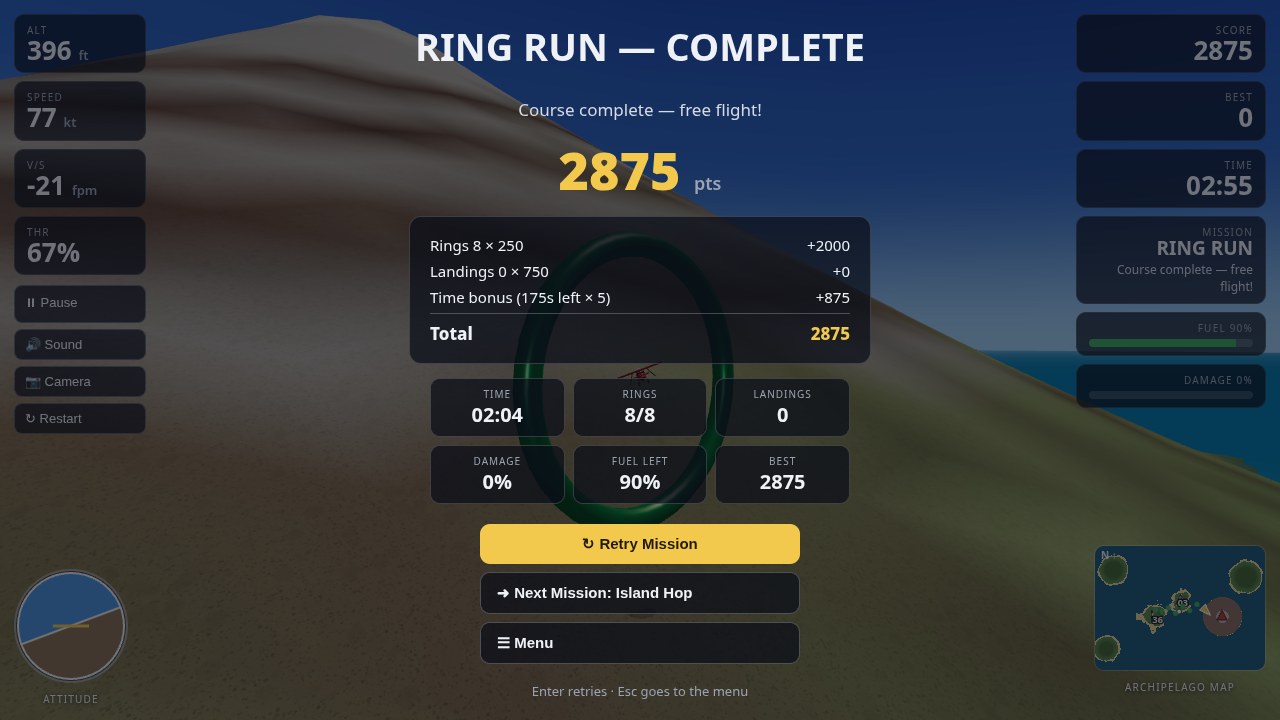 ALT
396 ft
SPEED
77 kt
V/S
-21 fpm
THR
67%
⏸ Pause
🔊 Sound
📷 Camera
↻ Restart
ATTITUDE
RING RUN — COMPLETE
Course complete — free flight!
2875 pts
Rings 8 × 250 +2000
Landings 0 × 750 +0
Time bonus (175s left × 5) +875
Total 2875
TIME
02:04
RINGS
8/8
LANDINGS
0
DAMAGE
0%
FUEL LEFT
90%
BEST
2875
↻ Retry Mission
➜ Next Mission: Island Hop
☰ Menu
Enter retries · Esc goes to the menu
SCORE
2875
BEST
0
TIME
02:55
MISSION
RING RUN
Course complete — free
flight!
FUEL 90%
DAMAGE 0%
N
03
36
ARCHIPELAGO MAP